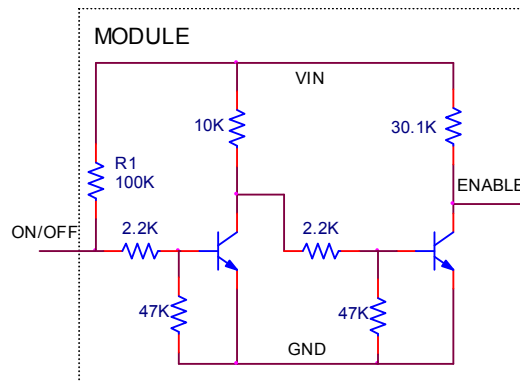 MODULE
VIN
10K
30.1K
R1
100K
ENABLE
ON/OFF
2.2K
2.2K
47K
47K
GND